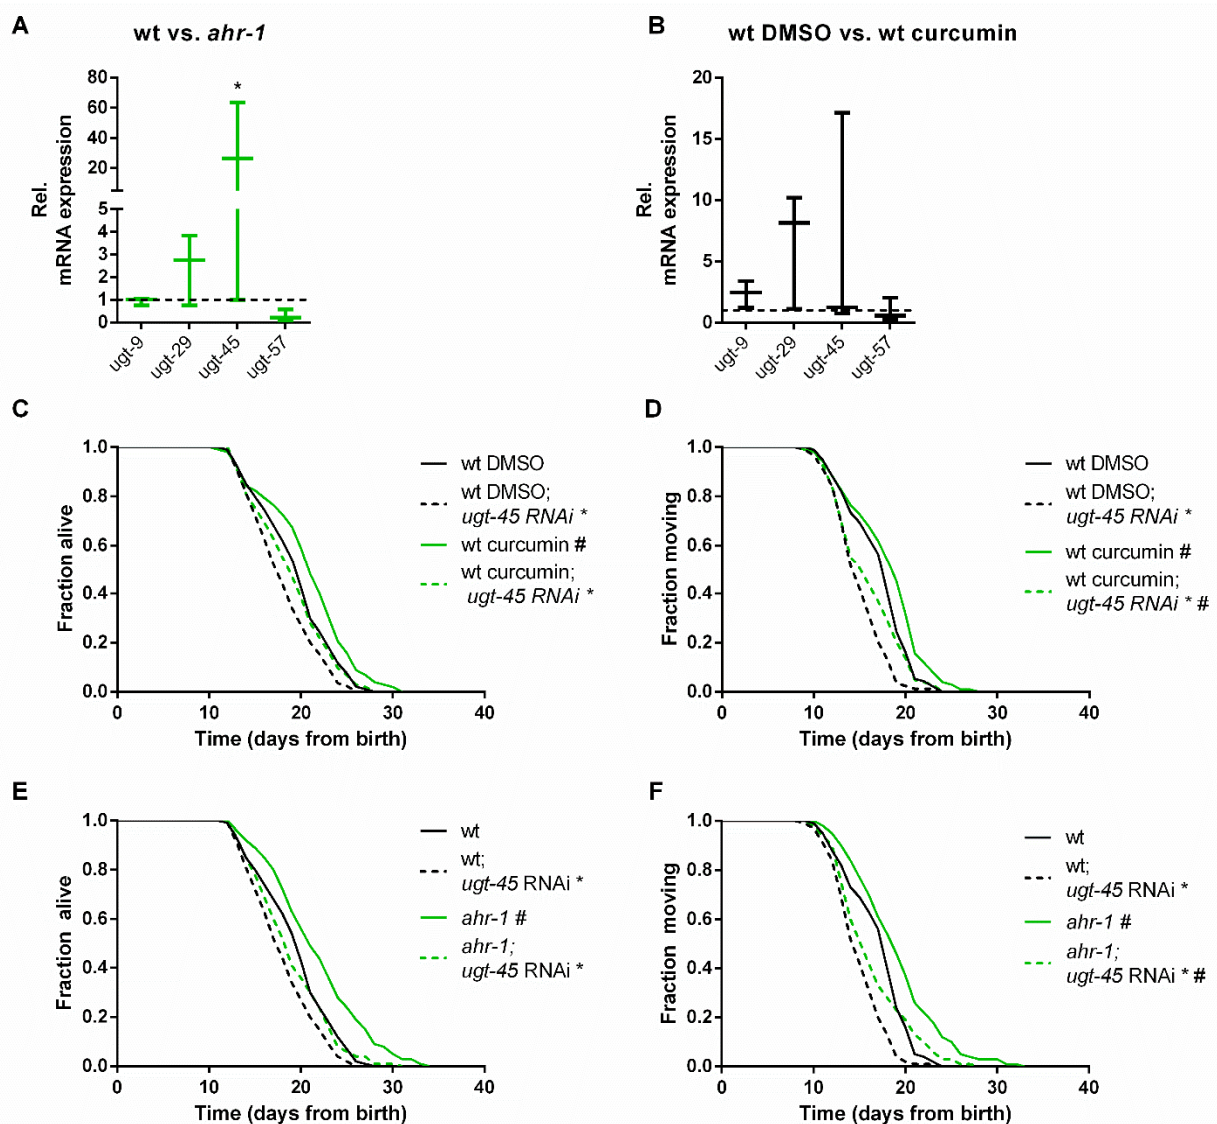 A
wt vs. ahr-1
Rel.
mRNA expression
80
60
40
20
5
4
3
2
1
0
*
ugt-9
ugt-29
ugt-45
ugt-57
B
wt DMSO vs. wt curcumin
Rel.
mRNA expression
20
15
10
5
0
ugt-9
ugt-29
ugt-45
ugt-57
C
Fraction alive
1.0
0.8
0.6
0.4
0.2
0.0
0 10 20 30 40
Time (days from birth)
wt DMSO
wt DMSO;
ugt-45 RNAi *
wt curcumin #
wt curcumin;
ugt-45 RNAi *
D
Fraction moving
1.0
0.8
0.6
0.4
0.2
0.0
0 10 20 30 40
Time (days from birth)
wt DMSO
wt DMSO;
ugt-45 RNAi *
wt curcumin #
wt curcumin;
ugt-45 RNAi * #
E
Fraction alive
1.0
0.8
0.6
0.4
0.2
0.0
0 10 20 30 40
Time (days from birth)
wt
wt;
ugt-45 RNAi *
ahr-1 #
ahr-1;
ugt-45 RNAi *
F
Fraction moving
1.0
0.8
0.6
0.4
0.2
0.0
0 10 20 30 40
Time (days from birth)
wt
wt;
ugt-45 RNAi *
ahr-1 #
ahr-1;
ugt-45 RNAi * #